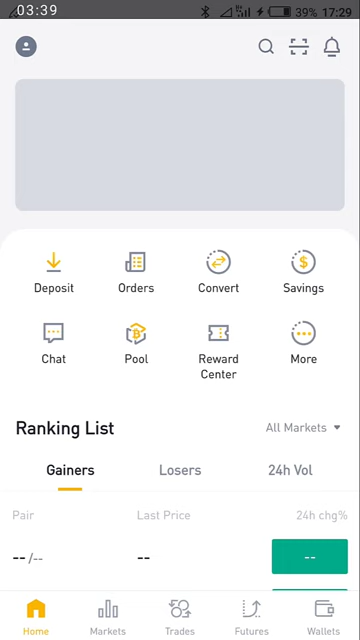 03:39
39% 17:29
Deposit Orders Convert Savings
Chat Pool Reward Center More
Ranking List All Markets
Gainers Losers 24h Vol
Pair Last Price 24h chg%
--/-- -- --
Home Markets Trades Futures Wallets